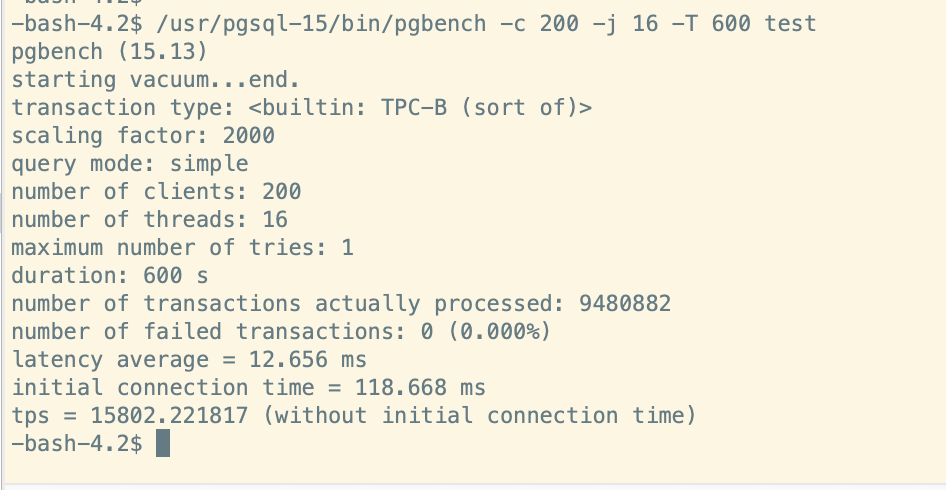 -bash-4.2$ /usr/pgsql-15/bin/pgbench -c 200 -j 16 -T 600 test
pgbench (15.13)
starting vacuum...end.
transaction type: <builtin: TPC-B (sort of)>
scaling factor: 2000
query mode: simple
number of clients: 200
number of threads: 16
maximum number of tries: 1
duration: 600 s
number of transactions actually processed: 9480882
number of failed transactions: 0 (0.000%)
latency average = 12.656 ms
initial connection time = 118.668 ms
tps = 15802.221817 (without initial connection time)
-bash-4.2$